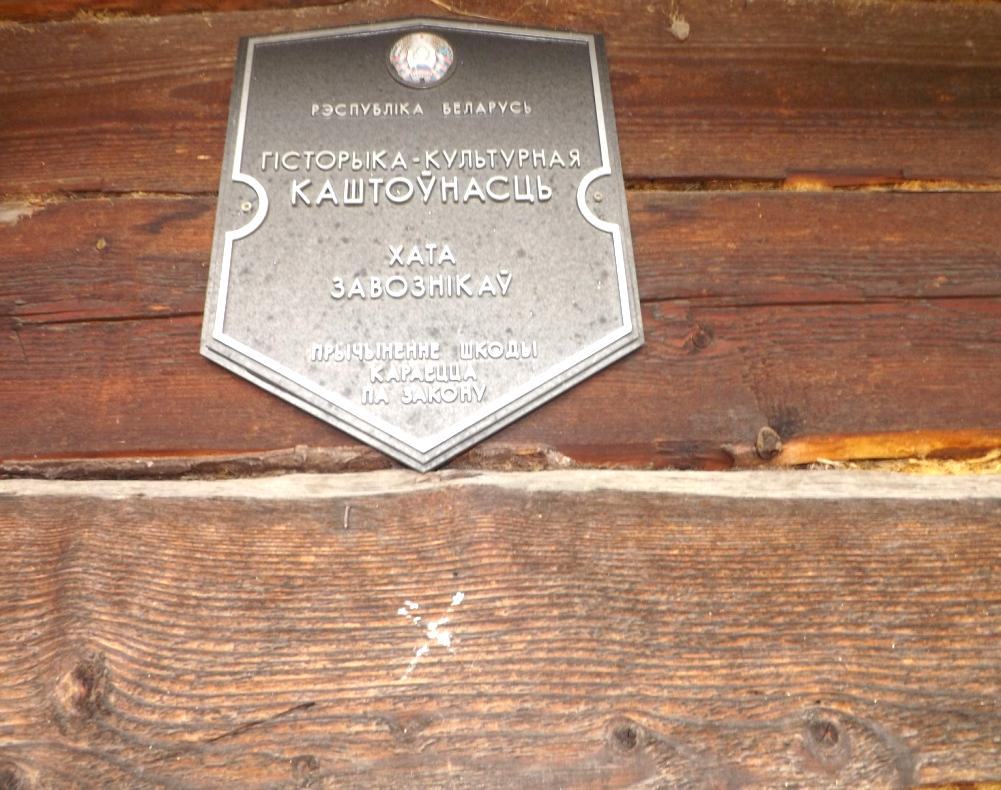 РЭСПУБЛІКА БЕЛАРУСЬ
ГІСТОРЫКА-КУЛЬТУРНАЯ
КАШТОЎНАСЦЬ
ХАТА
ЗАВОЗНІКАЎ
ПРЫЧЫНЕННЕ ШКОДЫ
КАРАЕЦЦА
ПА ЗАКОНУ